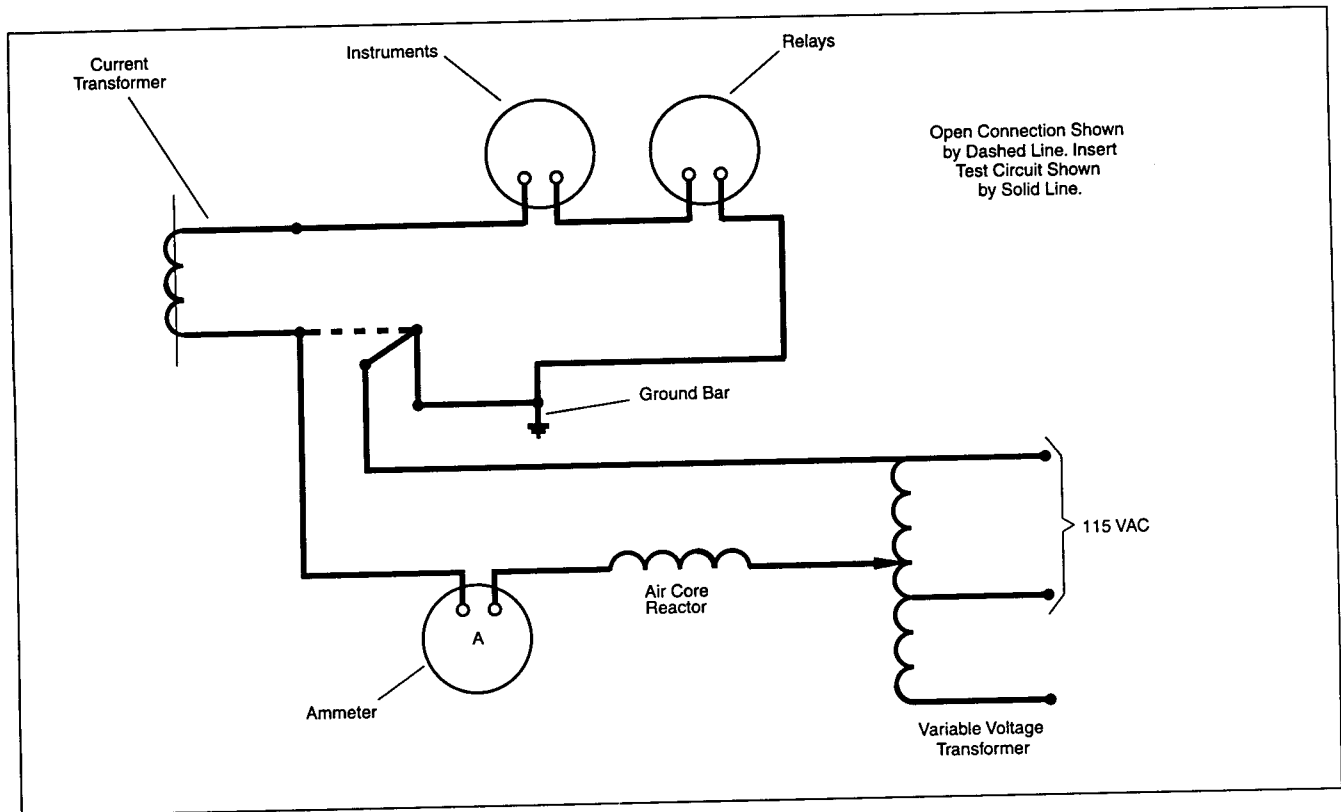 Current
Transformer
Instruments
Relays
Open Connection Shown
by Dashed Line. Insert
Test Circuit Shown
by Solid Line.
Ground Bar
115 VAC
Air Core
Reactor
A
Ammeter
Variable Voltage
Transformer